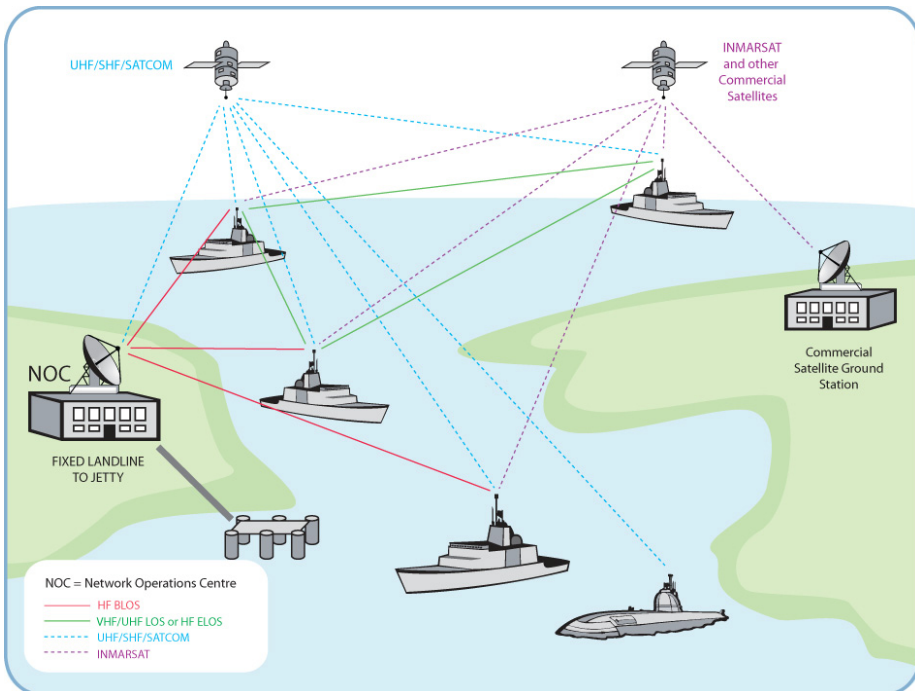 UHF/SHF/SATCOM
INMARSAT
and other
Commercial
Satellites
NOC
FIXED LANDLINE
TO JETTY
Commercial
Satellite Ground
Station
NOC = Network Operations Centre
HF BLOS
VHF/UHF LOS or HF ELOS
UHF/SHF/SATCOM
INMARSAT